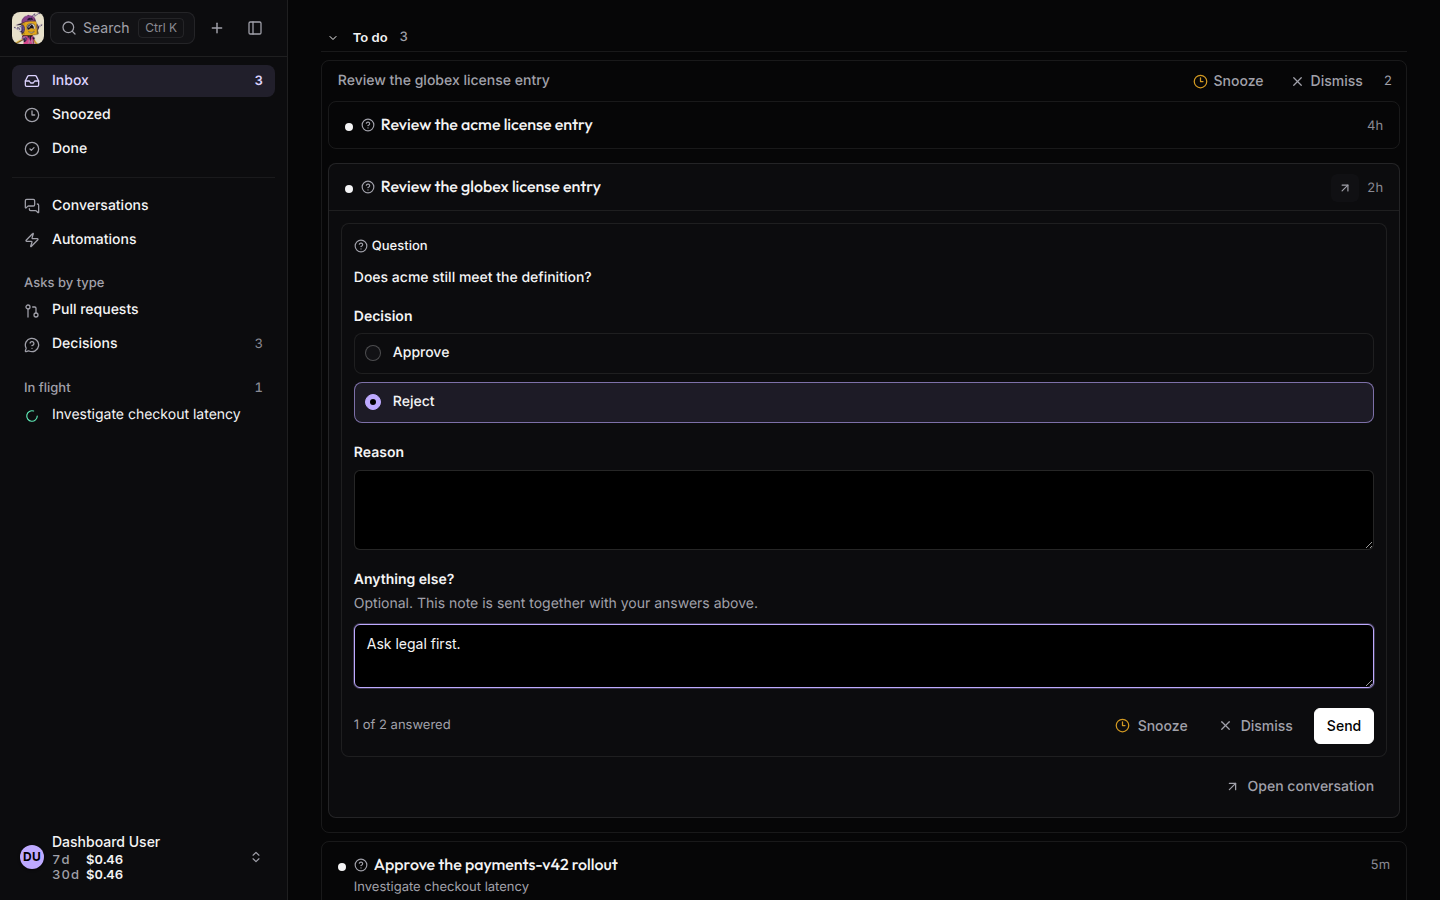 Search Ctrl K
Inbox 3
Snoozed
Done
Conversations
Automations
Asks by type
Pull requests
Decisions 3
In flight 1
Investigate checkout latency
DU Dashboard User
7d $0.46
30d $0.46
To do 3
Review the globex license entry Snooze Dismiss 2
Review the acme license entry 4h
Review the globex license entry 2h
Question
Does acme still meet the definition?
Decision
Approve
Reject
Reason
Anything else?
Optional. This note is sent together with your answers above.
Ask legal first.
1 of 2 answered Snooze Dismiss Send
Open conversation
Approve the payments-v42 rollout 5m
Investigate checkout latency